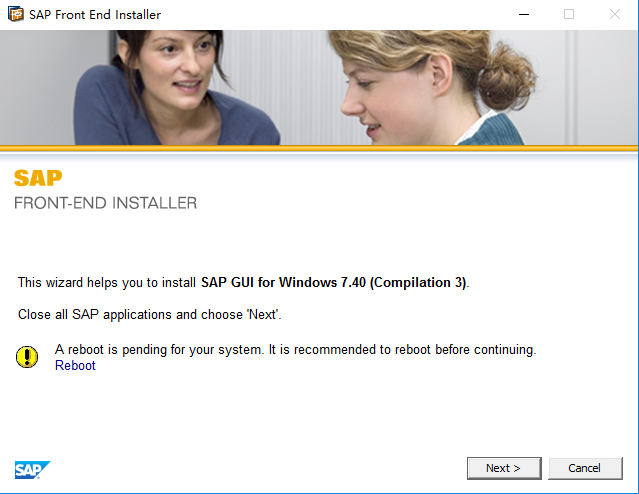 SAP Front End Installer
SAP
FRONT-END INSTALLER
This wizard helps you to install SAP GUI for Windows 7.40 (Compilation 3).
Close all SAP applications and choose 'Next'.
A reboot is pending for your system. It is recommended to reboot before continuing.
Reboot
SAP
Next >
Cancel